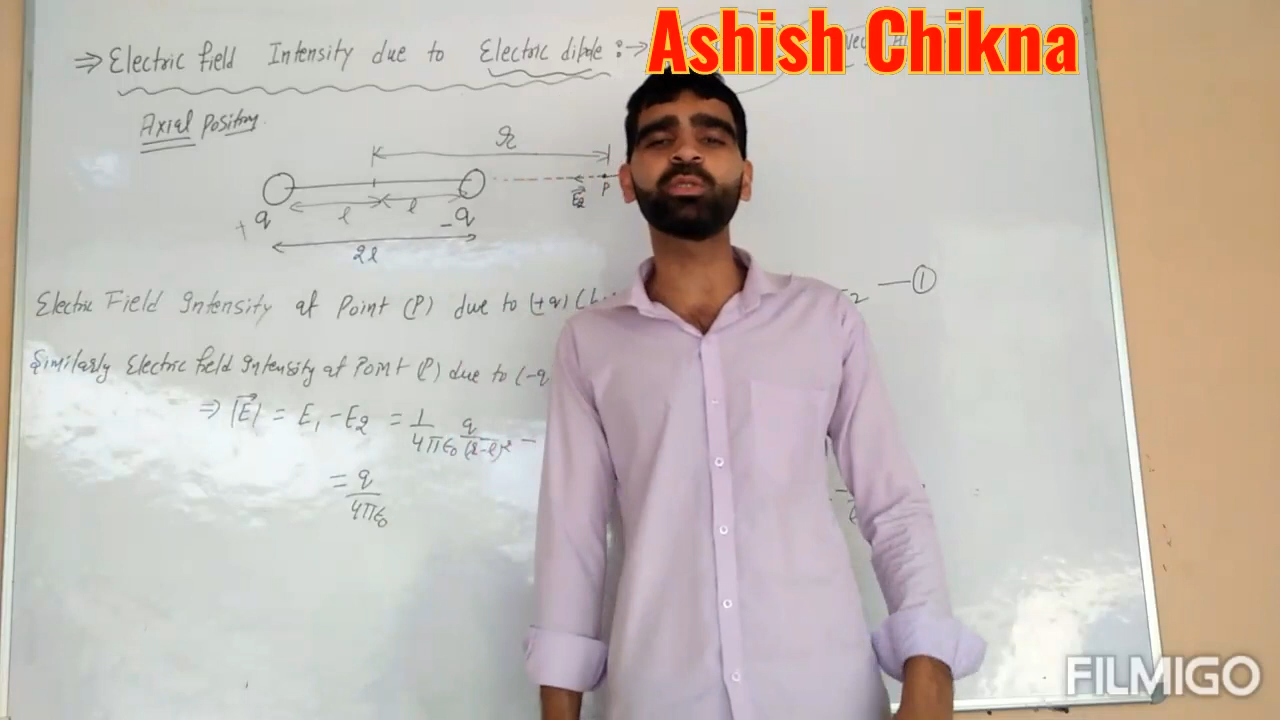 Ashish Chikna
⇒ Electric field Intensity due to Electric dipole :→
Axial Position.
r
E₂ P
+ q l l -q
2l
Electric Field Intensity at Point (P) due to (+q)
E₂ —①
Similarly Electric field Intensity at Point (P) due to (-q
⇒ |E| = E₁ - E₂ = 1/4πε₀ q/(r-l)² -
= q/4πε₀
FILMIGO